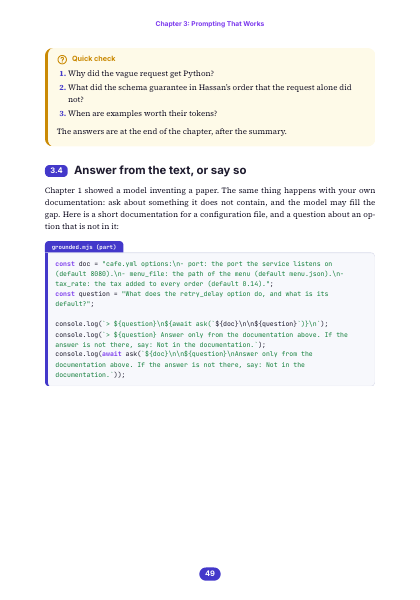 Chapter 3: Prompting That Works
Quick check
1. Why did the vague request get Python?
2. What did the schema guarantee in Hassan's order that the request alone did
not?
3. When are examples worth their tokens?
The answers are at the end of the chapter, after the summary.
3.4 Answer from the text, or say so
Chapter 1 showed a model inventing a paper. The same thing happens with your own
documentation: ask about something it does not contain, and the model may fill the
gap. Here is a short documentation for a configuration file, and a question about an op-
tion that is not in it:
grounded.mjs (part)
const doc = "cafe.yml options:\n- port: the port the service listens on
(default 8080).\n- menu_file: the path of the menu (default menu.json).\n-
tax_rate: the tax added to every order (default 0.14).";
const question = "What does the retry_delay option do, and what is its
default?";
console.log(`> ${question}\n${await ask(`${doc}\n\n${question}`)}\n`);
console.log(`> ${question} Answer only from the documentation above. If the
answer is not there, say: Not in the documentation.`);
console.log(await ask(`${doc}\n\n${question}\nAnswer only from the
documentation above. If the answer is not there, say: Not in the
documentation.`));
49